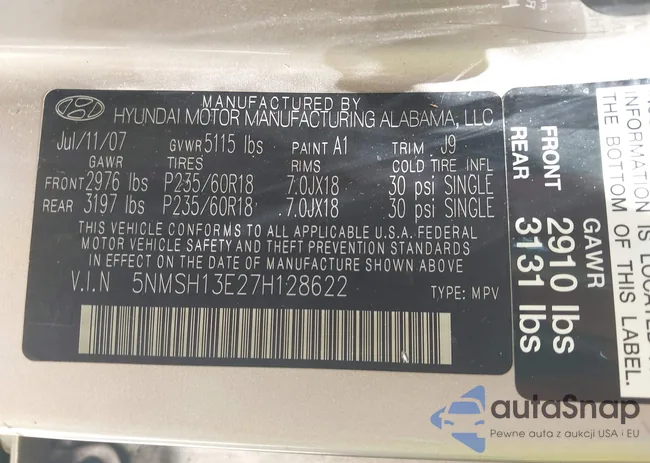 MANUFACTURED BY
HYUNDAI MOTOR MANUFACTURING ALABAMA, LLC
Jul/11/07 GVWR 5115 lbs PAINT A1 TRIM J9
GAWR TIRES RIMS COLD TIRE INFL
FRONT 2976 lbs P235/60R18 7.0JX18 30 psi SINGLE
REAR 3197 lbs P235/60R18 7.0JX18 30 psi SINGLE
THIS VEHICLE CONFORMS TO ALL APPLICABLE U.S.A. FEDERAL
MOTOR VEHICLE SAFETY AND THEFT PREVENTION STANDARDS
IN EFFECT ON THE DATE OF MANUFACTURE SHOWN ABOVE.
V.I.N 5NMSH13E27H128622 TYPE: MPV
GAWR
FRONT 2910 lbs
REAR 3131 lbs
INFORMATION
OF THIS LABEL.
autoSnap
Pewne auta z aukcji USA i EU